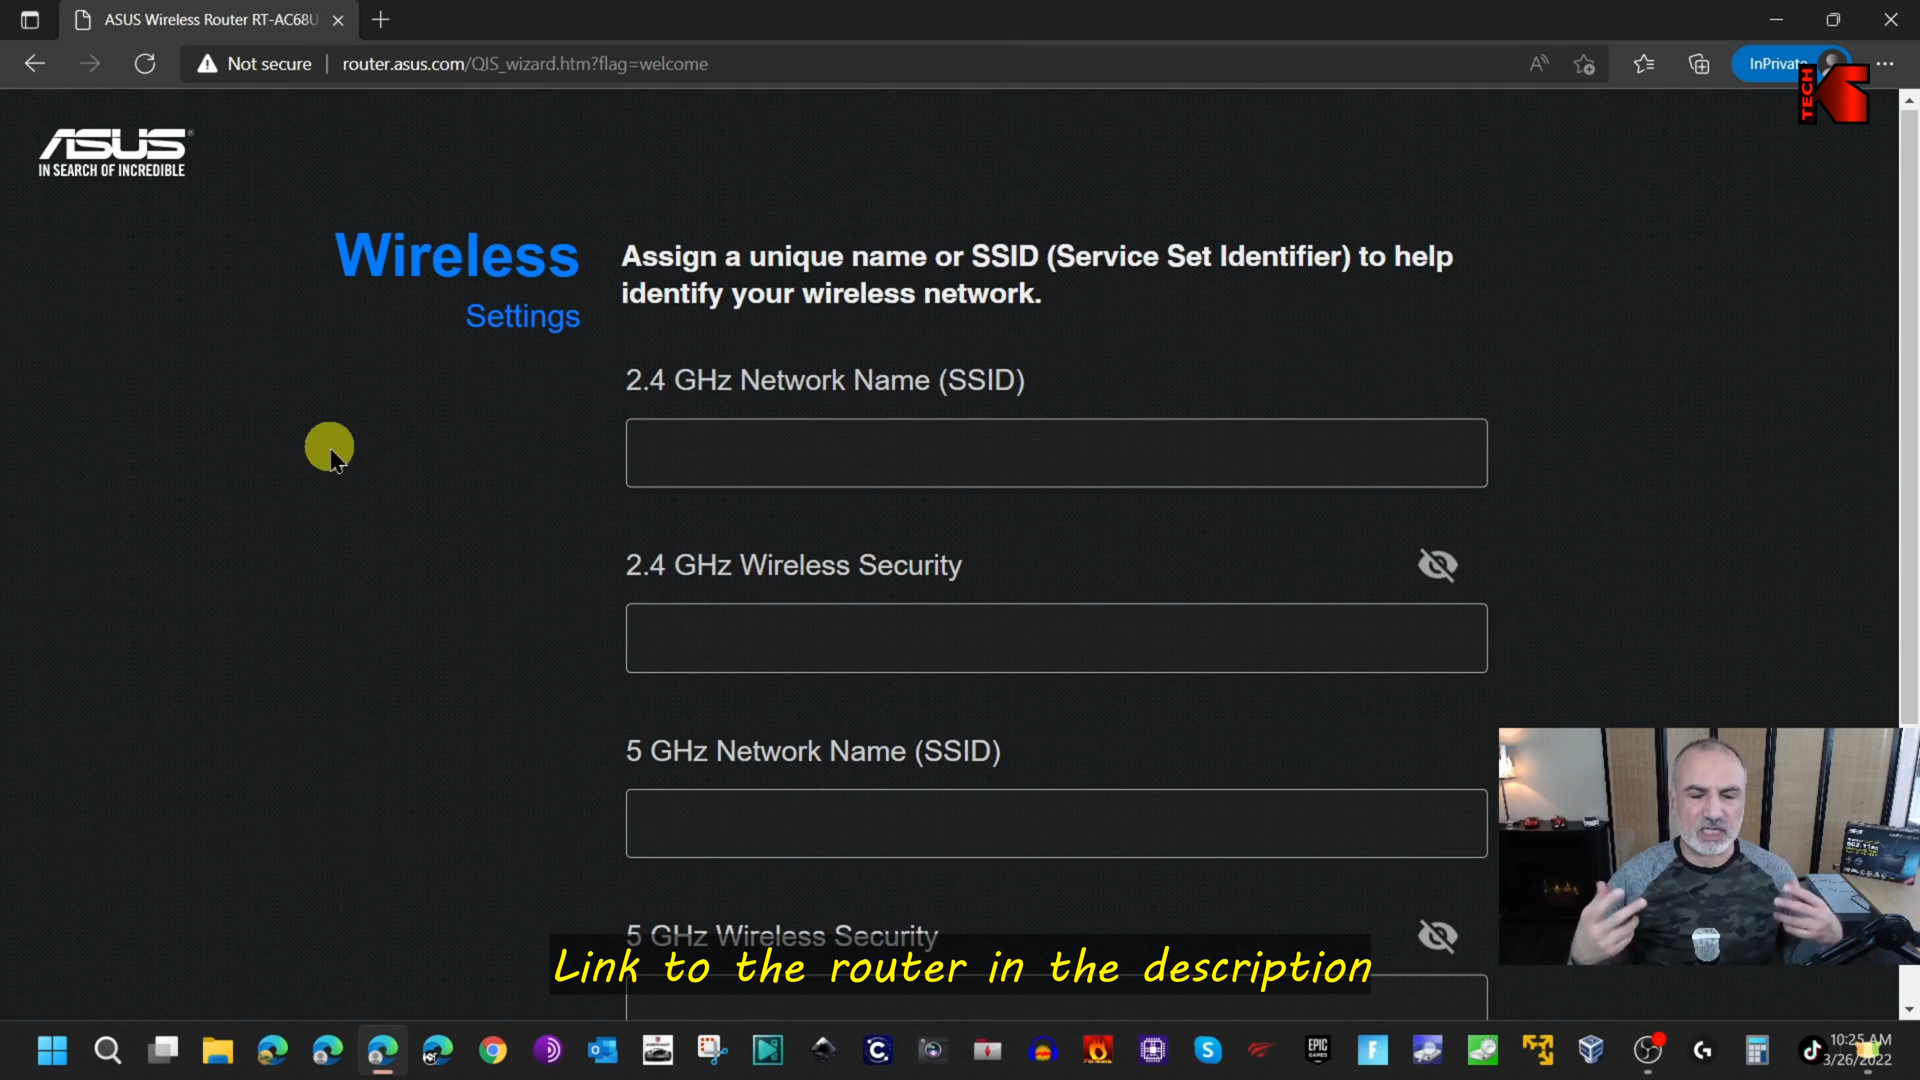 ASUS Wireless Router RT-AC68U
Not secure
router.asus.com/QIS_wizard.htm?flag=welcome
InPrivate
TECH K
ASUS
IN SEARCH OF INCREDIBLE
Wireless
Settings
Assign a unique name or SSID (Service Set Identifier) to help
identify your wireless network.
2.4 GHz Network Name (SSID)
2.4 GHz Wireless Security
5 GHz Network Name (SSID)
5 GHz Wireless Security
Link to the router in the description
EPIC
GAMES
10:25 AM
3/26/2022